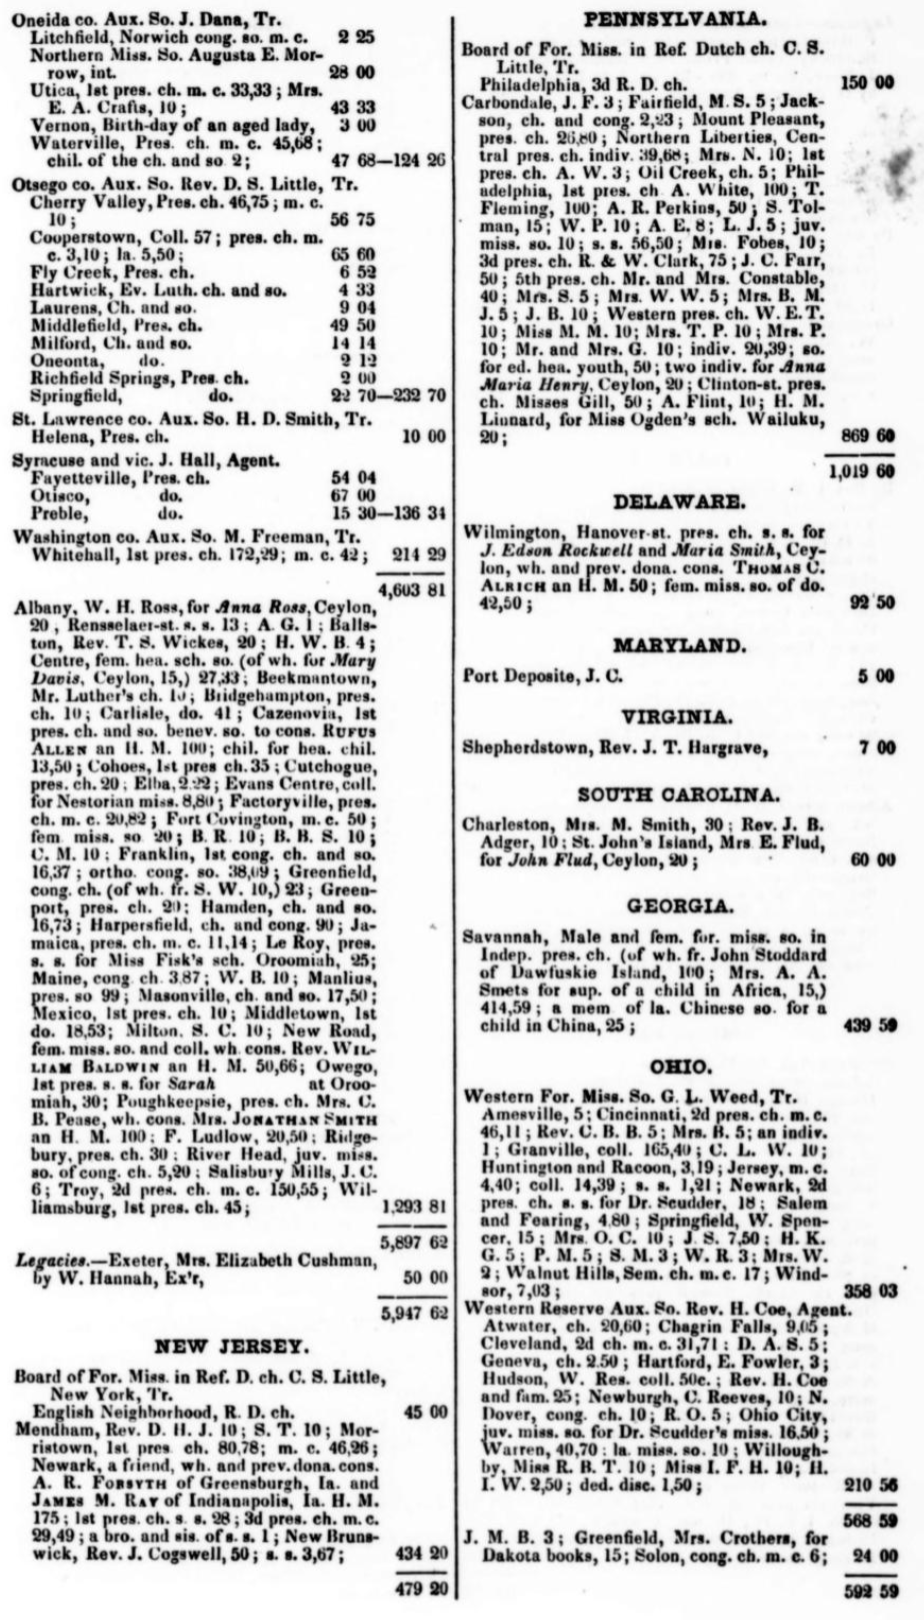 Oneida co. Aux. So. J. Dana, Tr.
Litchfield, Norwich cong. so. m. c. 2 25
Northern Miss. So. Augusta E. Mor-
row, int. 28 00
Utica, 1st pres. ch. m. c. 33,33; Mrs.
E. A. Crafts, 10; 43 33
Vernon, Birth-day of an aged lady, 3 00
Waterville, Pres. ch. m. c. 45,68;
chil. of the ch. and so 2; 47 68—124 26
Otsego co. Aux. So. Rev. D. S. Little, Tr.
Cherry Valley, Pres. ch. 46,75; m. c.
10; 56 75
Cooperstown, Coll. 57; pres. ch. m.
c. 3,10; la. 5,50; 65 60
Fly Creek, Pres. ch. 6 52
Hartwick, Ev. Luth. ch. and so. 4 33
Laurens, Ch. and so. 9 04
Middlefield, Pres. ch. 49 50
Milford, Ch. and so. 14 14
Oneonta, do. 2 12
Richfield Springs, Pres. ch. 2 00
Springfield, do. 22 70—232 70
St. Lawrence co. Aux. So. H. D. Smith, Tr.
Helena, Pres. ch. 10 00
Syracuse and vic. J. Hall, Agent.
Fayetteville, Pres. ch. 54 04
Otisco, do. 67 00
Preble, do. 15 30—136 34
Washington co. Aux. So. M. Freeman, Tr.
Whitehall, 1st pres. ch. 172,29; m. c. 42; 214 29
4,603 81
Albany, W. H. Ross, for Anna Ross, Ceylon,
20, Rensselaer-st. s. s. 13; A. G. 1; Balls-
ton, Rev. T. S. Wickes, 20; H. W. B. 4;
Centre, fem. hea. sch. so. (of wh. for Mary
Davis, Ceylon, 15,) 27,33; Beekmantown,
Mr. Luther's ch. 10; Bridgehampton, pres.
ch. 10; Carlisle, do. 41; Cazenovia, 1st
pres. ch. and so. benev. so. to cons. RUFUS
ALLEN an H. M. 100; chil. for hea. chil.
13,50; Cohoes, 1st pres ch. 35; Cutchogue,
pres. ch. 20; Elba, 2.22; Evans Centre, coll.
for Nestorian miss. 8,80; Factoryville, pres.
ch. m. c. 20,82; Fort Covington, m. c. 50;
fem. miss. so 20; B. R. 10; B. B. S. 10;
C. M. 10; Franklin, 1st cong. ch. and so.
16,37; ortho. cong. so. 38,09; Greenfield,
cong. ch. (of wh. fr. S. W. 10,) 23; Green-
port, pres. ch. 20; Hamden, ch. and so.
16,73; Harpersfield, ch. and cong. 90; Ja-
maica, pres. ch. m. c. 11,14; Le Roy, pres.
s. s. for Miss Fisk's sch. Oroomiah, 25;
Maine, cong ch. 3.87; W. B. 10; Manlius,
pres. so 99; Masonville, ch. and so. 17,50;
Mexico, 1st pres. ch. 10; Middletown, 1st
do. 18,53; Milton. S. C. 10; New Road,
fem. miss. so. and coll. wh. cons. Rev. WIL-
LIAM BALDWIN an H. M. 50,66; Owego,
1st pres. s. s. for Sarah at Oroo-
miah, 30; Poughkeepsie, pres. ch. Mrs. C.
B. Pease, wh. cons. Mrs. JONATHAN SMITH
an H. M. 100; F. Ludlow, 20,50; Ridge-
bury, pres. ch. 30; River Head, juv. miss.
so. of cong. ch. 5,20; Salisbury Mills, J. C.
6; Troy, 2d pres. ch. m. c. 150,55; Wil-
liamsburg, 1st pres. ch. 45; 1,293 81
5,897 62
Legacies.—Exeter, Mrs. Elizabeth Cushman,
by W. Hannah, Ex'r, 50 00
5,947 62
NEW JERSEY.
Board of For. Miss. in Ref. D. ch. C. S. Little,
New York, Tr.
English Neighborhood, R. D. ch. 45 00
Mendham, Rev. D. H. J. 10; S. T. 10; Mor-
ristown, 1st pres ch. 80,78; m. c. 46,26;
Newark, a friend, wh. and prev. dona. cons.
A. R. FORSYTH of Greensburgh, Ia. and
JAMES M. RAY of Indianapolis, Ia. H. M.
175; 1st pres. ch. s. s. 28; 3d pres. ch. m. c.
29,49; a bro. and sis. of s. s. 1; New Bruns-
wick, Rev. J. Cogswell, 50; s. s. 3,67; 434 20
479 20
PENNSYLVANIA.
Board of For. Miss. in Ref. Dutch ch. C. S.
Little, Tr.
Philadelphia, 3d R. D. ch. 150 00
Carbondale, J. F. 3; Fairfield, M. S. 5; Jack-
son, ch. and cong. 2,23; Mount Pleasant,
pres. ch. 26,80; Northern Liberties, Cen-
tral pres. ch. indiv. 39,68; Mrs. N. 10; 1st
pres. ch. A. W. 3; Oil Creek, ch. 5; Phil-
adelphia, 1st pres. ch A. White, 100; T.
Fleming, 100; A. R. Perkins, 50; S. Tol-
man, 15; W. P. 10; A. E. 8; L. J. 5; juv.
miss. so. 10; s. s. 56,50; Mrs. Fobes, 10;
3d pres. ch. R. & W. Clark, 75; J. C. Farr,
50; 5th pres. ch. Mr. and Mrs. Constable,
40; Mrs. S. 5; Mrs. W. W. 5; Mrs. B. M.
J. 5; J. B. 10; Western pres. ch. W. E. T.
10; Miss M. M. 10; Mrs. T. P. 10; Mrs. P.
10; Mr. and Mrs. G. 10; indiv. 20,39; so.
for ed. hea. youth, 50; two indiv. for Anna
Maria Henry, Ceylon, 20; Clinton-st. pres.
ch. Misses Gill, 50; A. Flint, 10; H. M.
Linnard, for Miss Ogden's sch. Wailuku,
20; 869 60
1,019 60
DELAWARE.
Wilmington, Hanover-st. pres. ch. s. s. for
J. Edson Rockwell and Maria Smith, Cey-
lon, wh. and prev. dona. cons. THOMAS C.
ALRICH an H. M. 50; fem. miss. so. of do.
42,50; 92 50
MARYLAND.
Port Deposite, J. C. 5 00
VIRGINIA.
Shepherdstown, Rev. J. T. Hargrave, 7 00
SOUTH CAROLINA.
Charleston, Mrs. M. Smith, 30; Rev. J. B.
Adger, 10; St. John's Island, Mrs E. Flud,
for John Flud, Ceylon, 20; 60 00
GEORGIA.
Savannah, Male and fem. for. miss. so. in
Indep. pres. ch. (of wh. fr. John Stoddard
of Dawfuskie Island, 100; Mrs. A. A.
Smets for sup. of a child in Africa, 15,)
414,59; a mem of la. Chinese so. for a
child in China, 25; 439 59
OHIO.
Western For. Miss. So. G. L. Weed, Tr.
Amesville, 5; Cincinnati, 2d pres. ch. m. c.
46,11; Rev. C. B. B. 5; Mrs. B. 5; an indiv.
1; Granville, coll. 165,40; C. L. W. 10;
Huntington and Racoon, 3,19; Jersey, m. c.
4,40; coll. 14,39; s. s. 1,21; Newark, 2d
pres. ch. s. s. for Dr. Scudder, 18; Salem
and Fearing, 4,80; Springfield, W. Spen-
cer, 15; Mrs. O. C. 10; J. S. 7,50; H. K.
G. 5; P. M. 5; S. M. 3; W. R. 3; Mrs. W.
2; Walnut Hills, Sem. ch. m. c. 17; Wind-
sor, 7,03; 358 03
Western Reserve Aux. So. Rev. H. Coe, Agent.
Atwater, ch. 20,60; Chagrin Falls, 9,05;
Cleveland, 2d ch. m. c. 31,71; D. A. S. 5;
Geneva, ch. 2.50; Hartford, E. Fowler, 3;
Hudson, W. Res. coll. 50c.; Rev. H. Coe
and fam. 25; Newburgh, C. Reeves, 10; N.
Dover, cong. ch. 10; R. O. 5; Ohio City,
juv. miss. so. for Dr. Scudder's miss. 16,50;
Warren, 40,70; la. miss. so. 10; Willough-
by, Miss R. B. T. 10; Miss I. F. H. 10; H.
I. W. 2,50; ded. disc. 1,50; 210 56
568 59
J. M. B. 3; Greenfield, Mrs. Crothers, for
Dakota books, 15; Solon, cong. ch. m. c. 6; 24 00
592 59